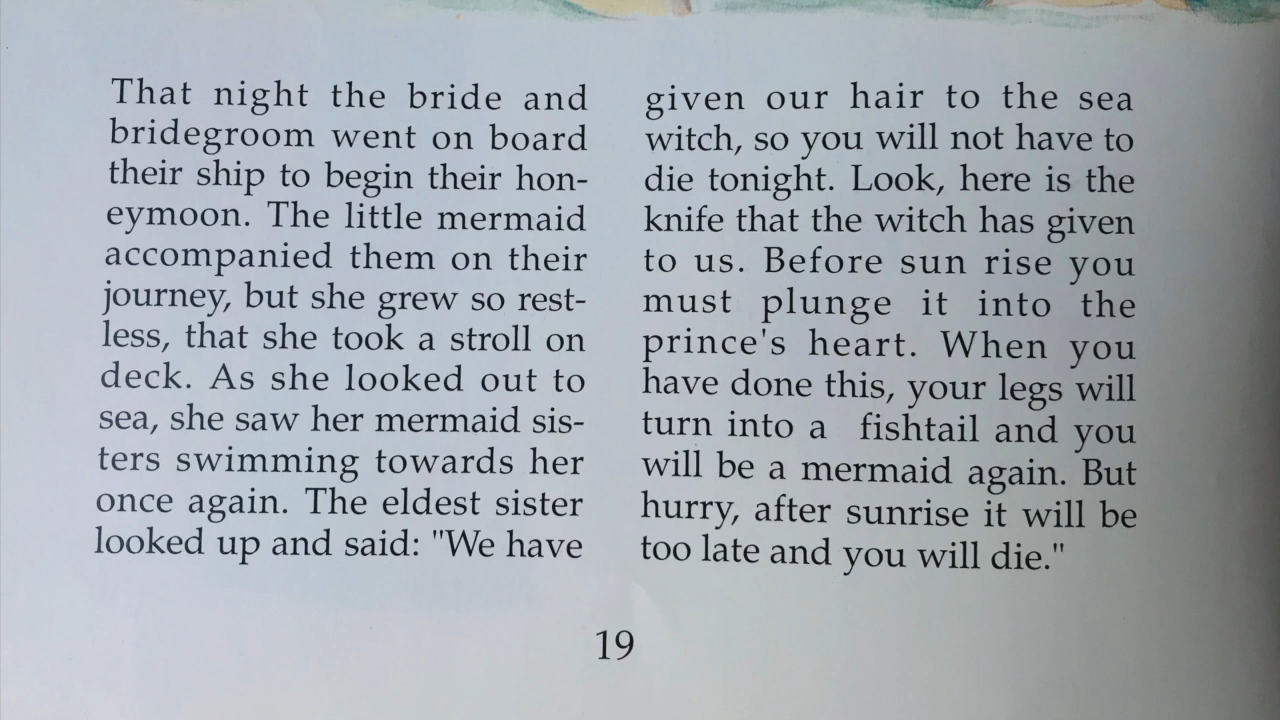 That night the bride and
bridegroom went on board
their ship to begin their hon-
eymoon. The little mermaid
accompanied them on their
journey, but she grew so rest-
less, that she took a stroll on
deck. As she looked out to
sea, she saw her mermaid sis-
ters swimming towards her
once again. The eldest sister
looked up and said: "We have
given our hair to the sea
witch, so you will not have to
die tonight. Look, here is the
knife that the witch has given
to us. Before sun rise you
must plunge it into the
prince's heart. When you
have done this, your legs will
turn into a fishtail and you
will be a mermaid again. But
hurry, after sunrise it will be
too late and you will die."
19